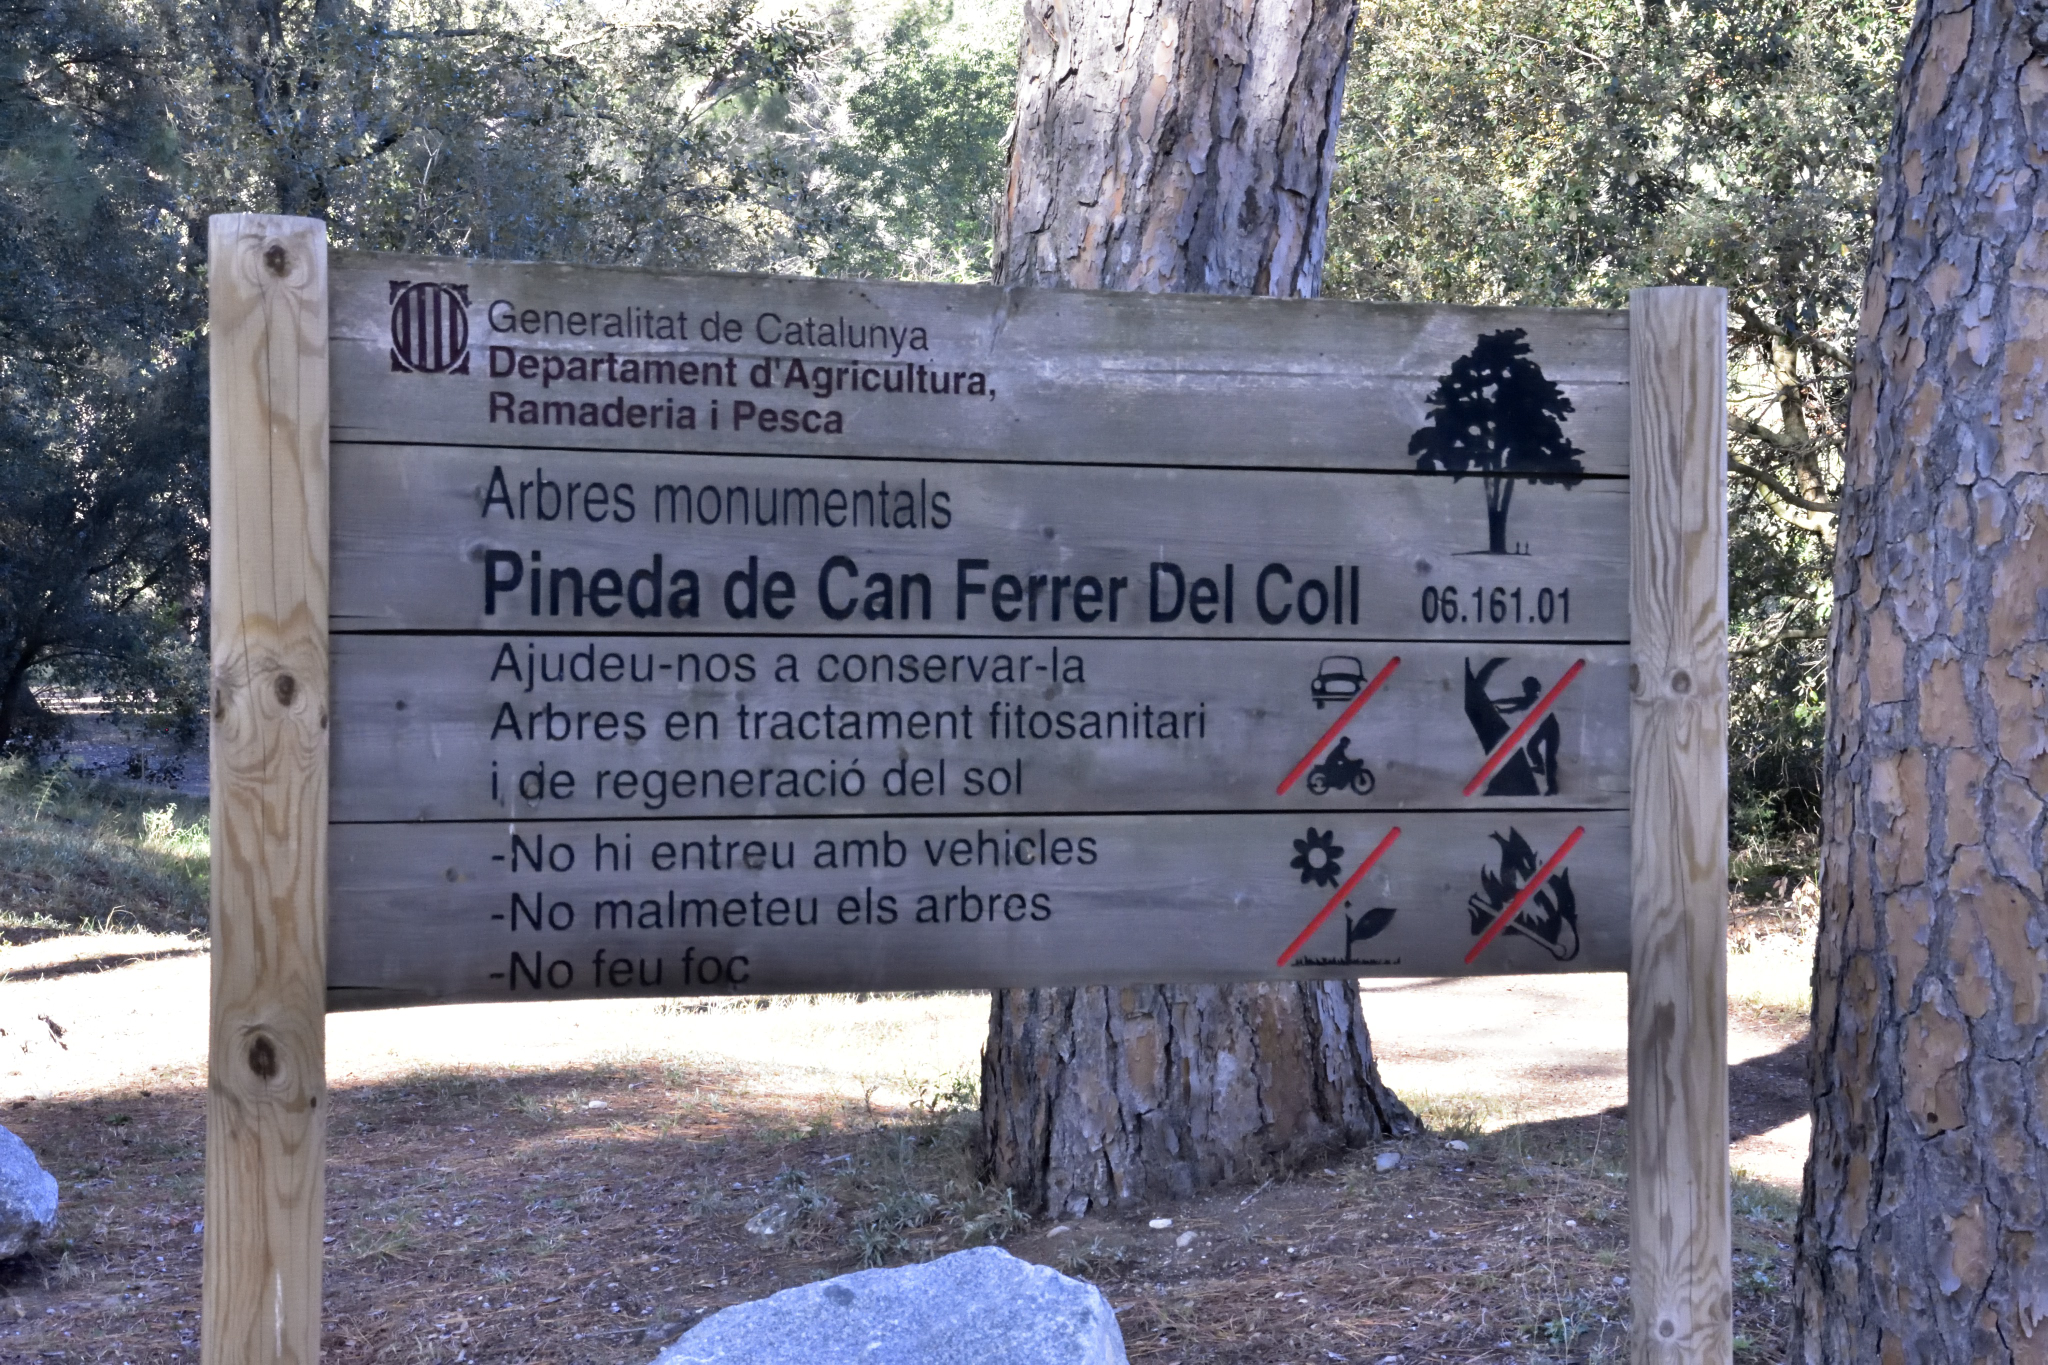 Generalitat de Catalunya
Departament d'Agricultura,
Ramaderia i Pesca
Arbres monumentals
Pineda de Can Ferrer Del Coll
06.161.01
Ajudeu-nos a conservar-la
Arbres en tractament fitosanitari
i de regeneració del sol
-No hi entreu amb vehicles
-No malmeteu els arbres
-No feu foc